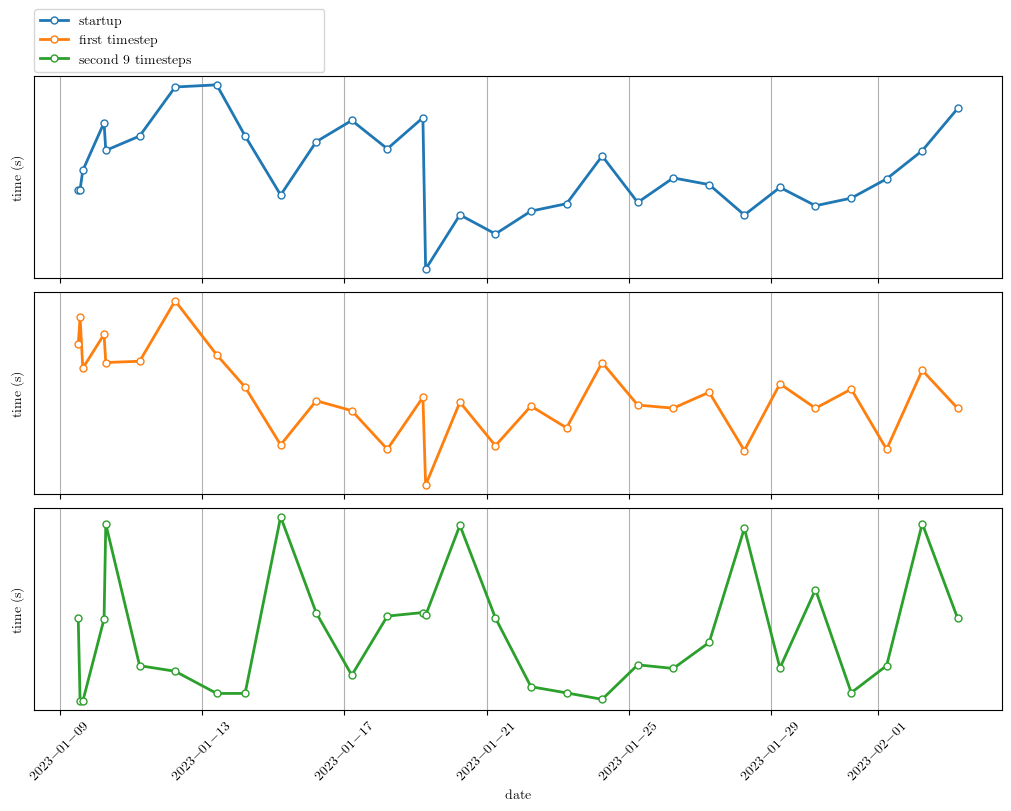 startup
first timestep
second 9 timesteps
time (s)
time (s)
time (s)
2023−01−09
2023−01−13
2023−01−17
2023−01−21
2023−01−25
2023−01−29
2023−02−01
date